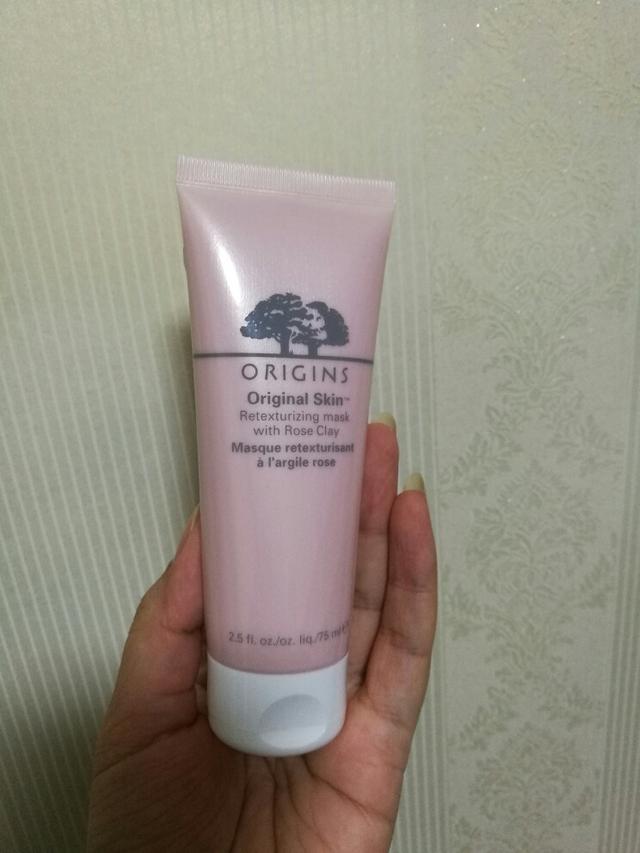 ORIGINS
Original Skin™
Retexturizing mask
with Rose Clay
Masque retexturisant
à l'argile rose
2.5 fl. oz./oz. liq./75 ml e